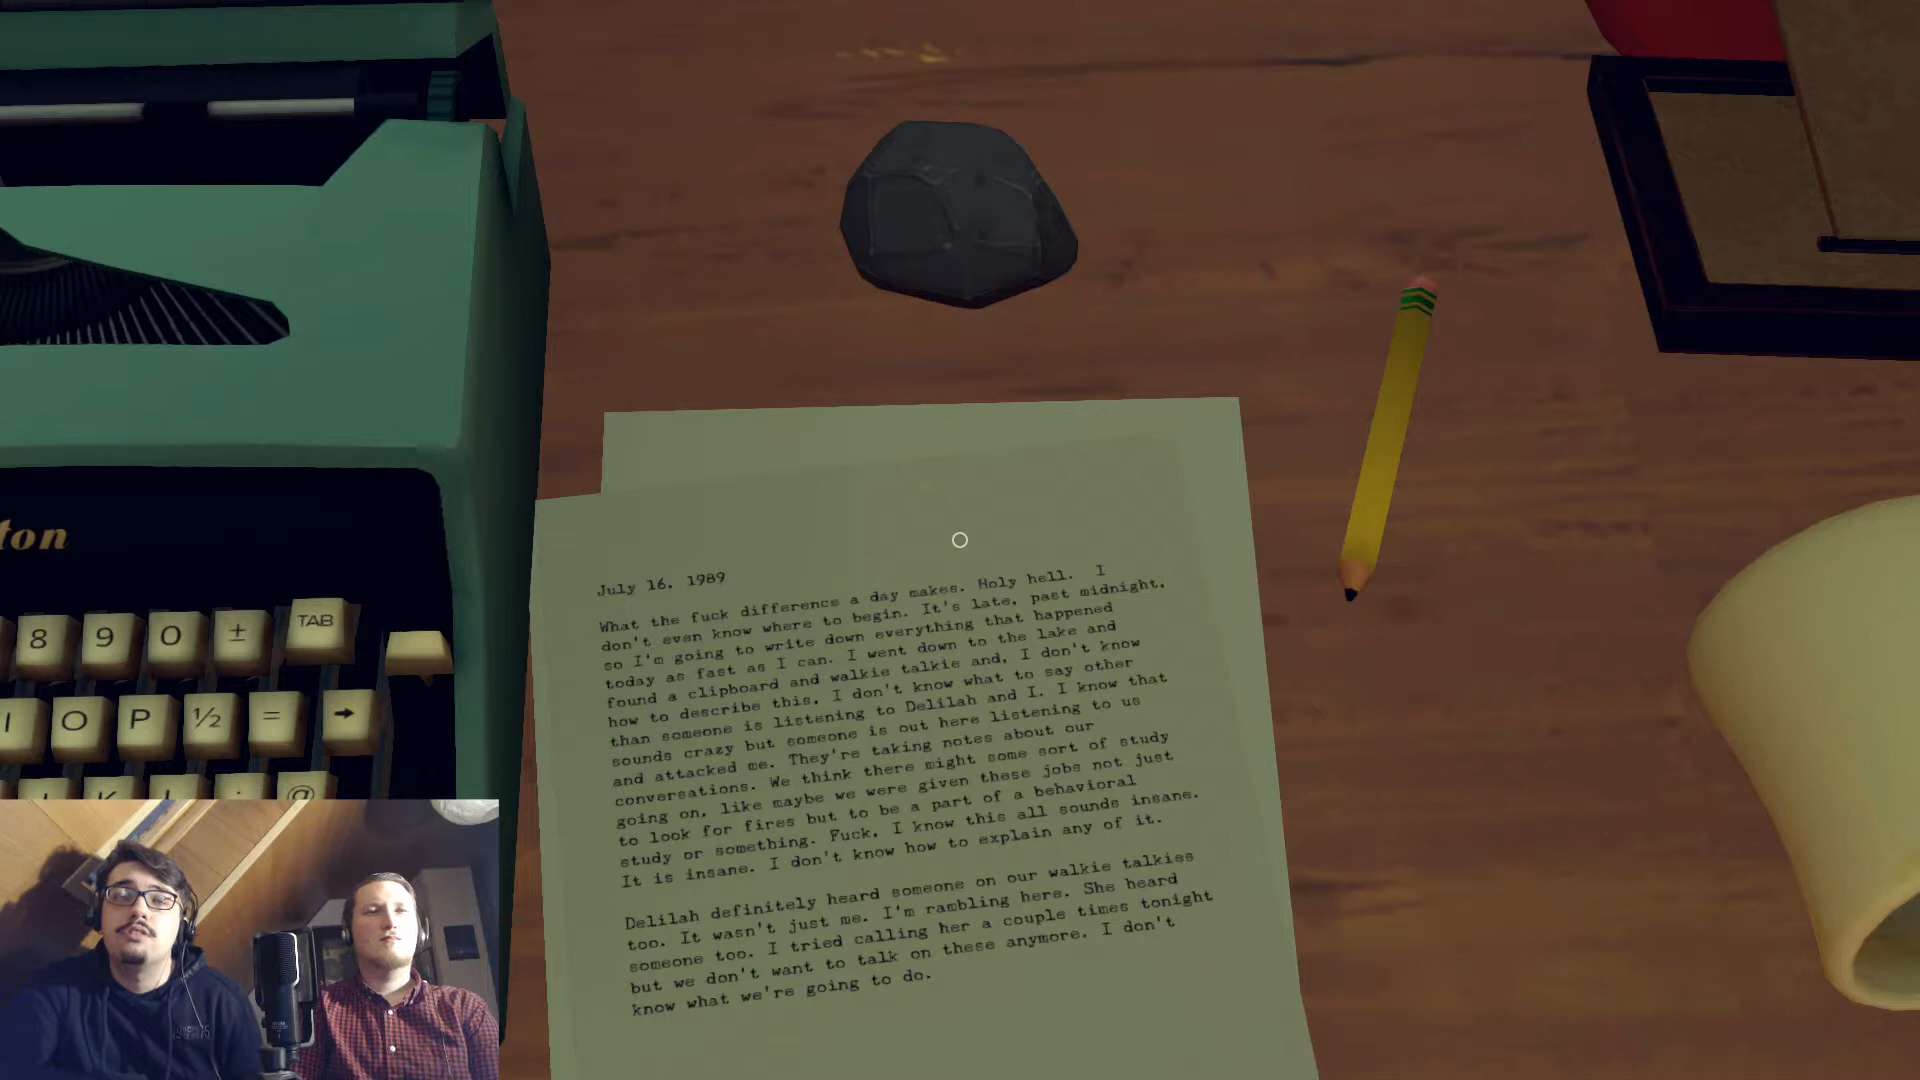 ton
8 9 0 ± TAB
I O P ½ = →
@
July 16, 1989
What the fuck difference a day makes. Holy hell. I
don't even know where to begin. It's late, past midnight,
so I'm going to write down everything that happened
today as fast as I can. I went down to the lake and
found a clipboard and walkie talkie and, I don't know
how to describe this, I don't know what to say other
than someone is listening to Delilah and I. I know that
sounds crazy but someone is out here listening to us
and attacked me. They're taking notes about our
conversations. We think there might some sort of study
going on, like maybe we were given these jobs not just
to look for fires but to be a part of a behavioral
study or something. Fuck, I know this all sounds insane.
It is insane. I don't know how to explain any of it.
Delilah definitely heard someone on our walkie talkies
too. It wasn't just me. I'm rambling here. She heard
someone too. I tried calling her a couple times tonight
but we don't want to talk on these anymore. I don't
know what we're going to do.